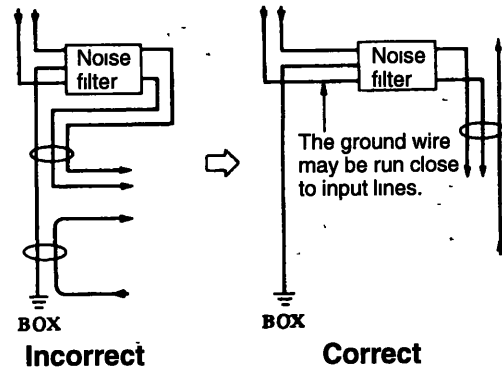 Noise
filter
BOX
Incorrect
Noise
filter
The ground wire
may be run close
to input lines.
BOX
Correct